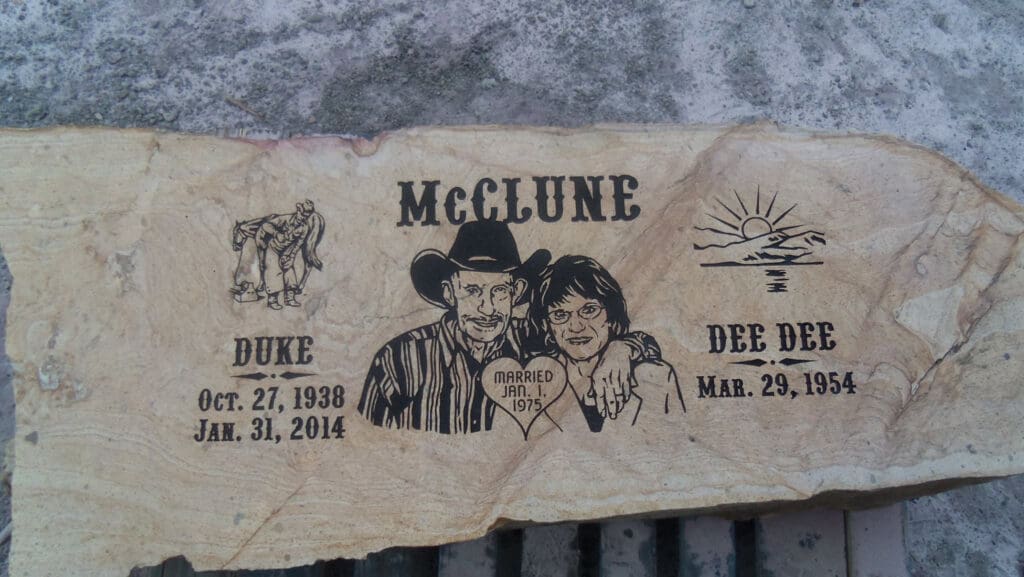 McCLUNE
DUKE
OCT. 27, 1938
JAN. 31, 2014
MARRIED
JAN. 1,
1975
DEE DEE
MAR. 29, 1954